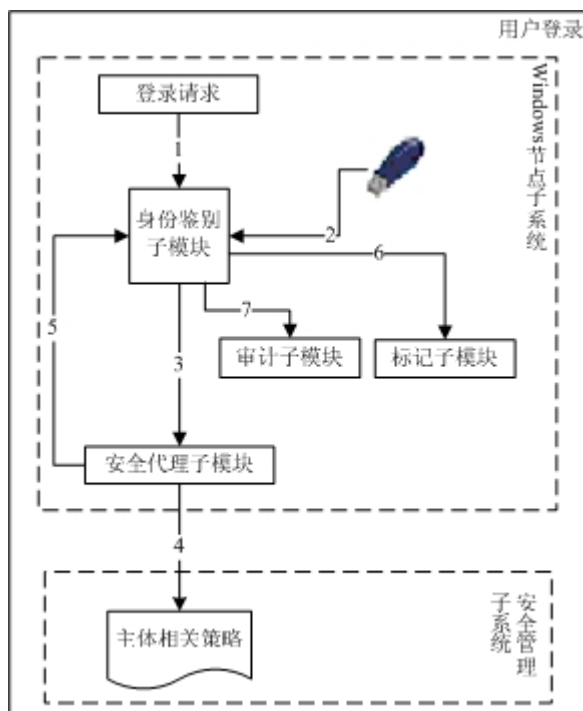 用户登录
Windows节点子系统
登录请求
身份鉴别
子模块
2
6
7
5
审计子模块
标记子模块
3
安全代理子模块
4
安全管理
子系统
主体相关策略